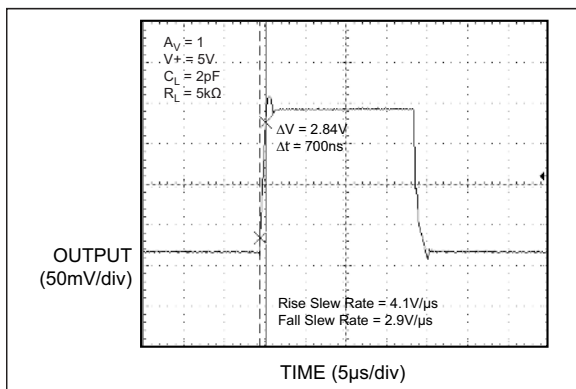 A_V = 1
V+ = 5V
C_L = 2pF
R_L = 5kΩ
ΔV = 2.84V
Δt = 700ns
OUTPUT
(50mV/div)
Rise Slew Rate = 4.1V/µs
Fall Slew Rate = 2.9V/µs
TIME (5µs/div)